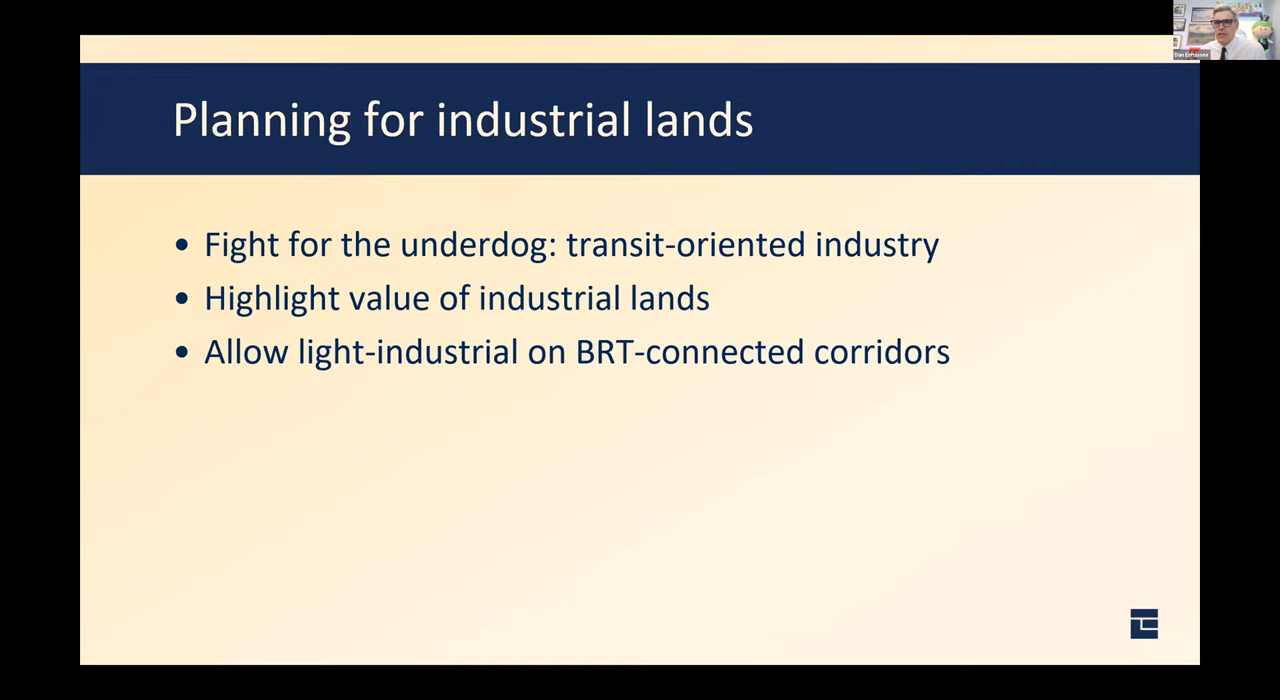 Planning for industrial lands
• Fight for the underdog: transit-oriented industry
• Highlight value of industrial lands
• Allow light-industrial on BRT-connected corridors
Dan